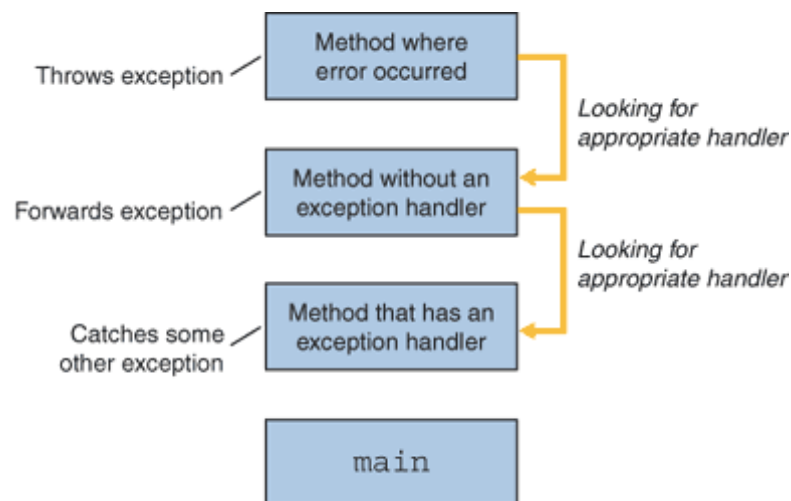 Method where
error occurred
Throws exception
Looking for
appropriate handler
Method without an
exception handler
Forwards exception
Looking for
appropriate handler
Method that has an
exception handler
Catches some
other exception
main